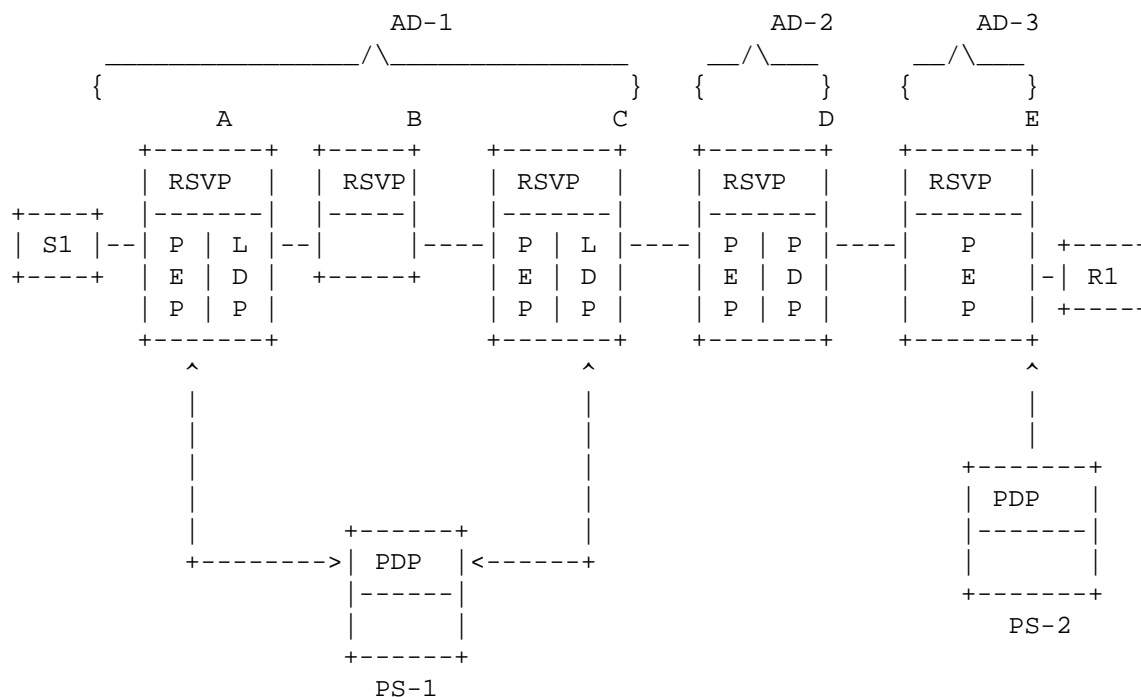 AD-1 AD-2 AD-3
A B C D E
RSVP RSVP RSVP RSVP RSVP
S1 P L P L P P P
E D E D E D E R1
P P P P P P P
PDP
PDP
PS-2
PS-1